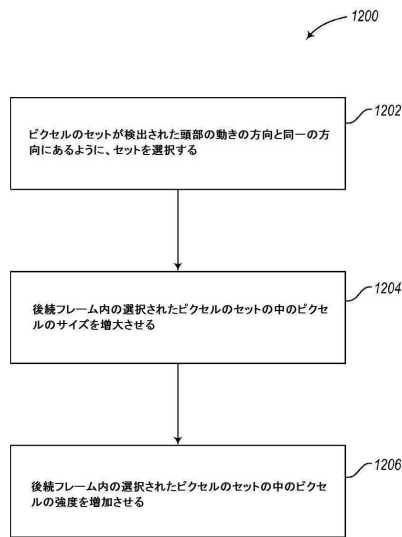 1200
1202
ピクセルのセットが検出された頭部の動きの方向と同一の方
向にあるように、セットを選択する
1204
後続フレーム内の選択されたピクセルのセットの中のピクセ
ルのサイズを増大させる
1206
後続フレーム内の選択されたピクセルのセットの中のピクセ
ルの強度を増加させる